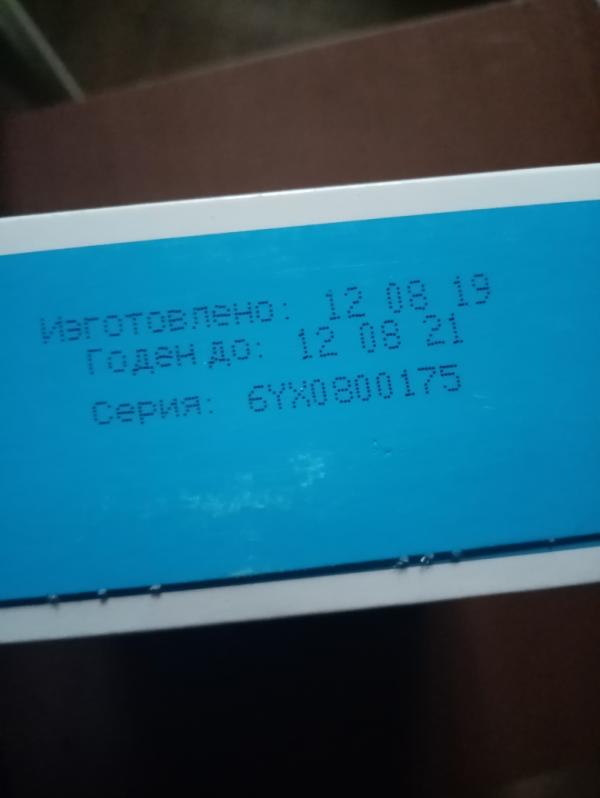 Изготовлено: 12 08 19
Годен до: 12 08 21
Серия: 6YX0800175